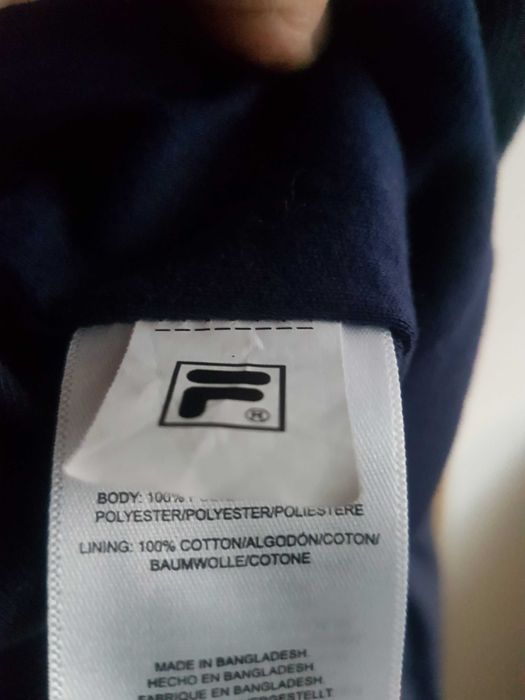 F
®
BODY: 100%
POLYESTER/POLYESTER/POLIÉSTERE
LINING: 100% COTTON/ALGODÓN/COTON/
BAUMWOLLE/COTONE
MADE IN BANGLADESH
HECHO EN BANGLADESH
FABRIQUE EN BANGLADESH